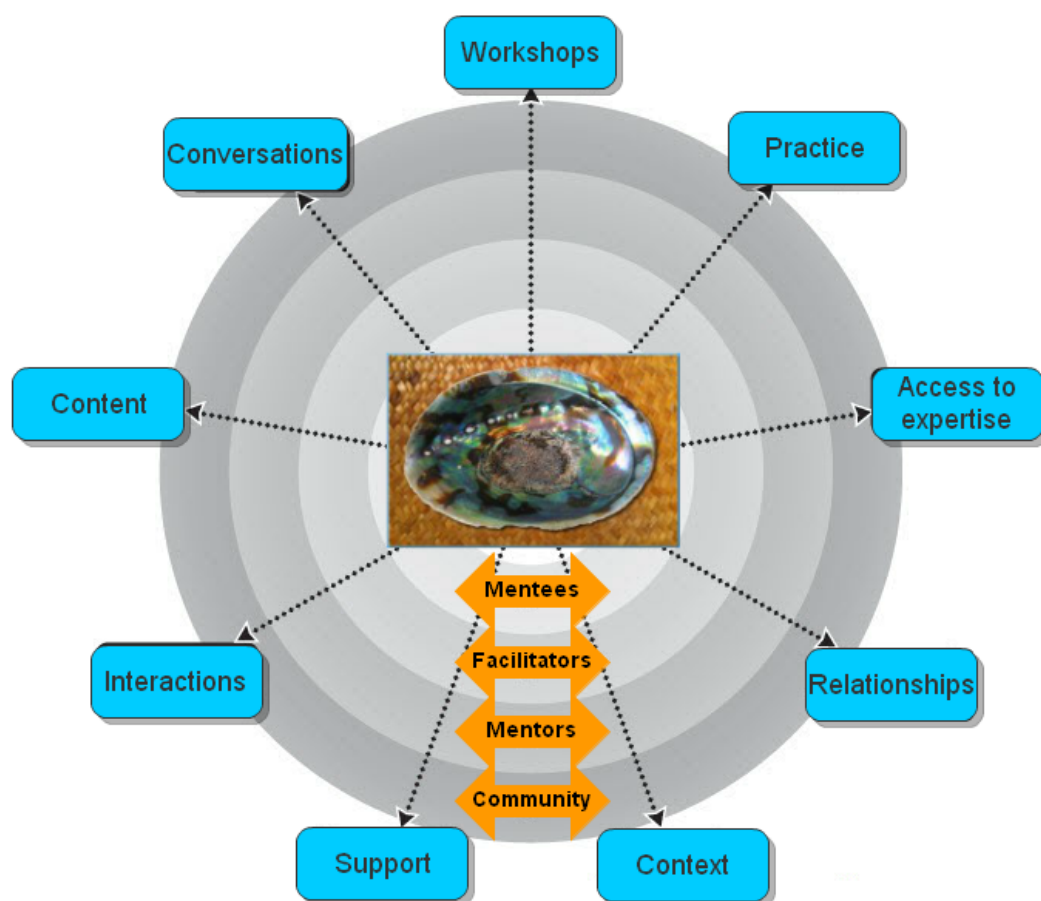 Workshops
Conversations
Practice
Content
Access to
expertise
Mentees
Facilitators
Interactions
Relationships
Mentors
Community
Support
Context